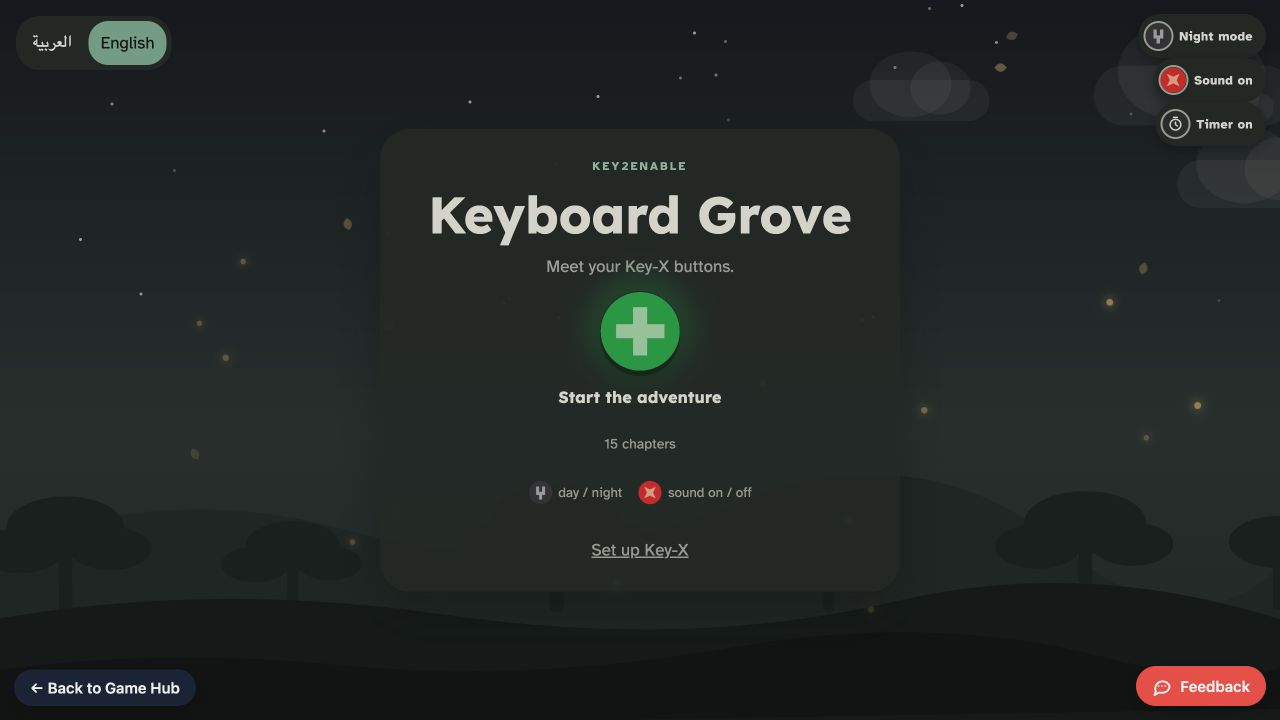 العربية
English
Night mode
Sound on
Timer on
KEY2ENABLE
Keyboard Grove
Meet your Key-X buttons.
Start the adventure
15 chapters
day / night
sound on / off
Set up Key-X
← Back to Game Hub
Feedback